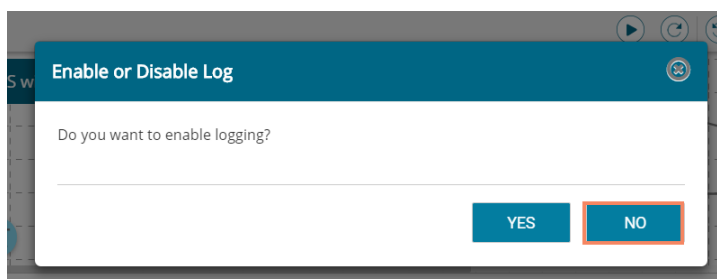 S w
Enable or Disable Log
Do you want to enable logging?
YES NO